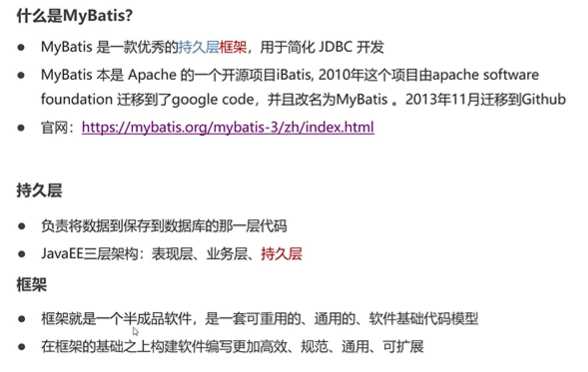 什么是MyBatis?
● MyBatis 是一款优秀的持久层框架，用于简化 JDBC 开发
● MyBatis 本是 Apache 的一个开源项目iBatis, 2010年这个项目由apache software
foundation 迁移到了google code，并且改名为MyBatis 。2013年11月迁移到Github
● 官网：https://mybatis.org/mybatis-3/zh/index.html
持久层
● 负责将数据到保存到数据库的那一层代码
● JavaEE三层架构：表现层、业务层、持久层
框架
● 框架就是一个半成品软件，是一套可重用的、通用的、软件基础代码模型
● 在框架的基础之上构建软件编写更加高效、规范、通用、可扩展